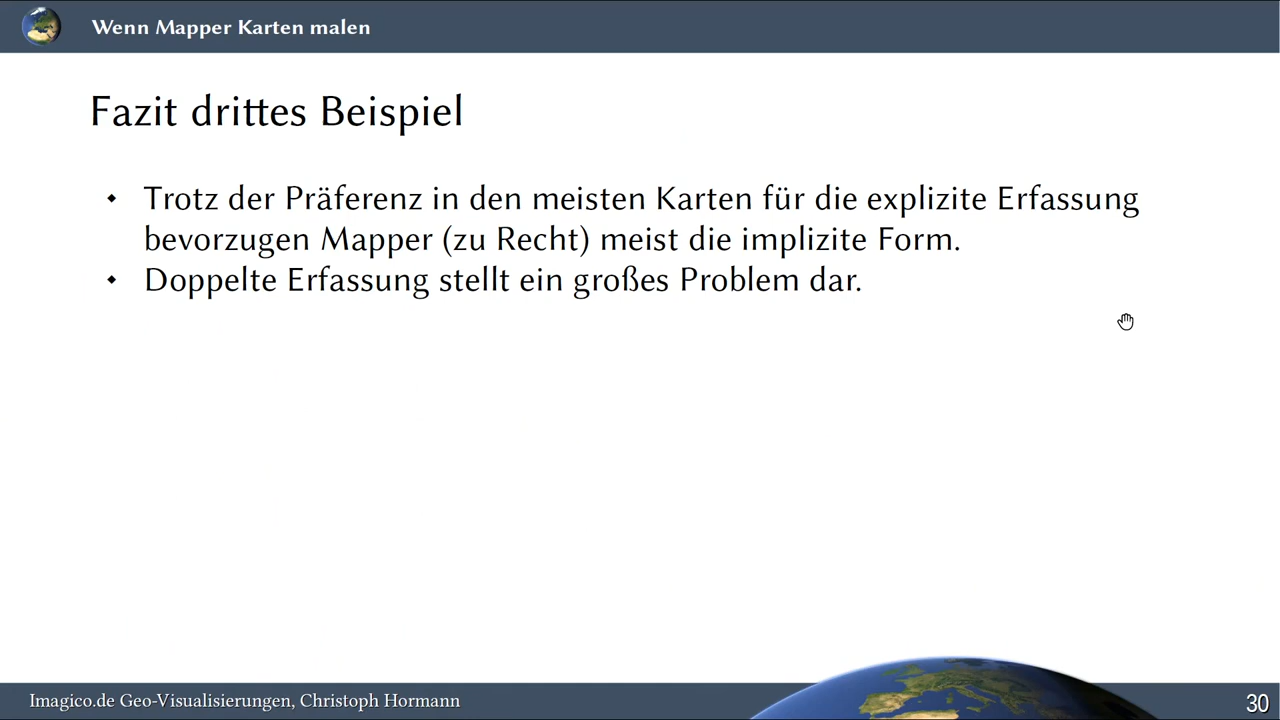 Wenn Mapper Karten malen
Fazit drittes Beispiel
• Trotz der Präferenz in den meisten Karten für die explizite Erfassung
bevorzugen Mapper (zu Recht) meist die implizite Form.
• Doppelte Erfassung stellt ein großes Problem dar.
Imagico.de Geo-Visualisierungen, Christoph Hormann
30